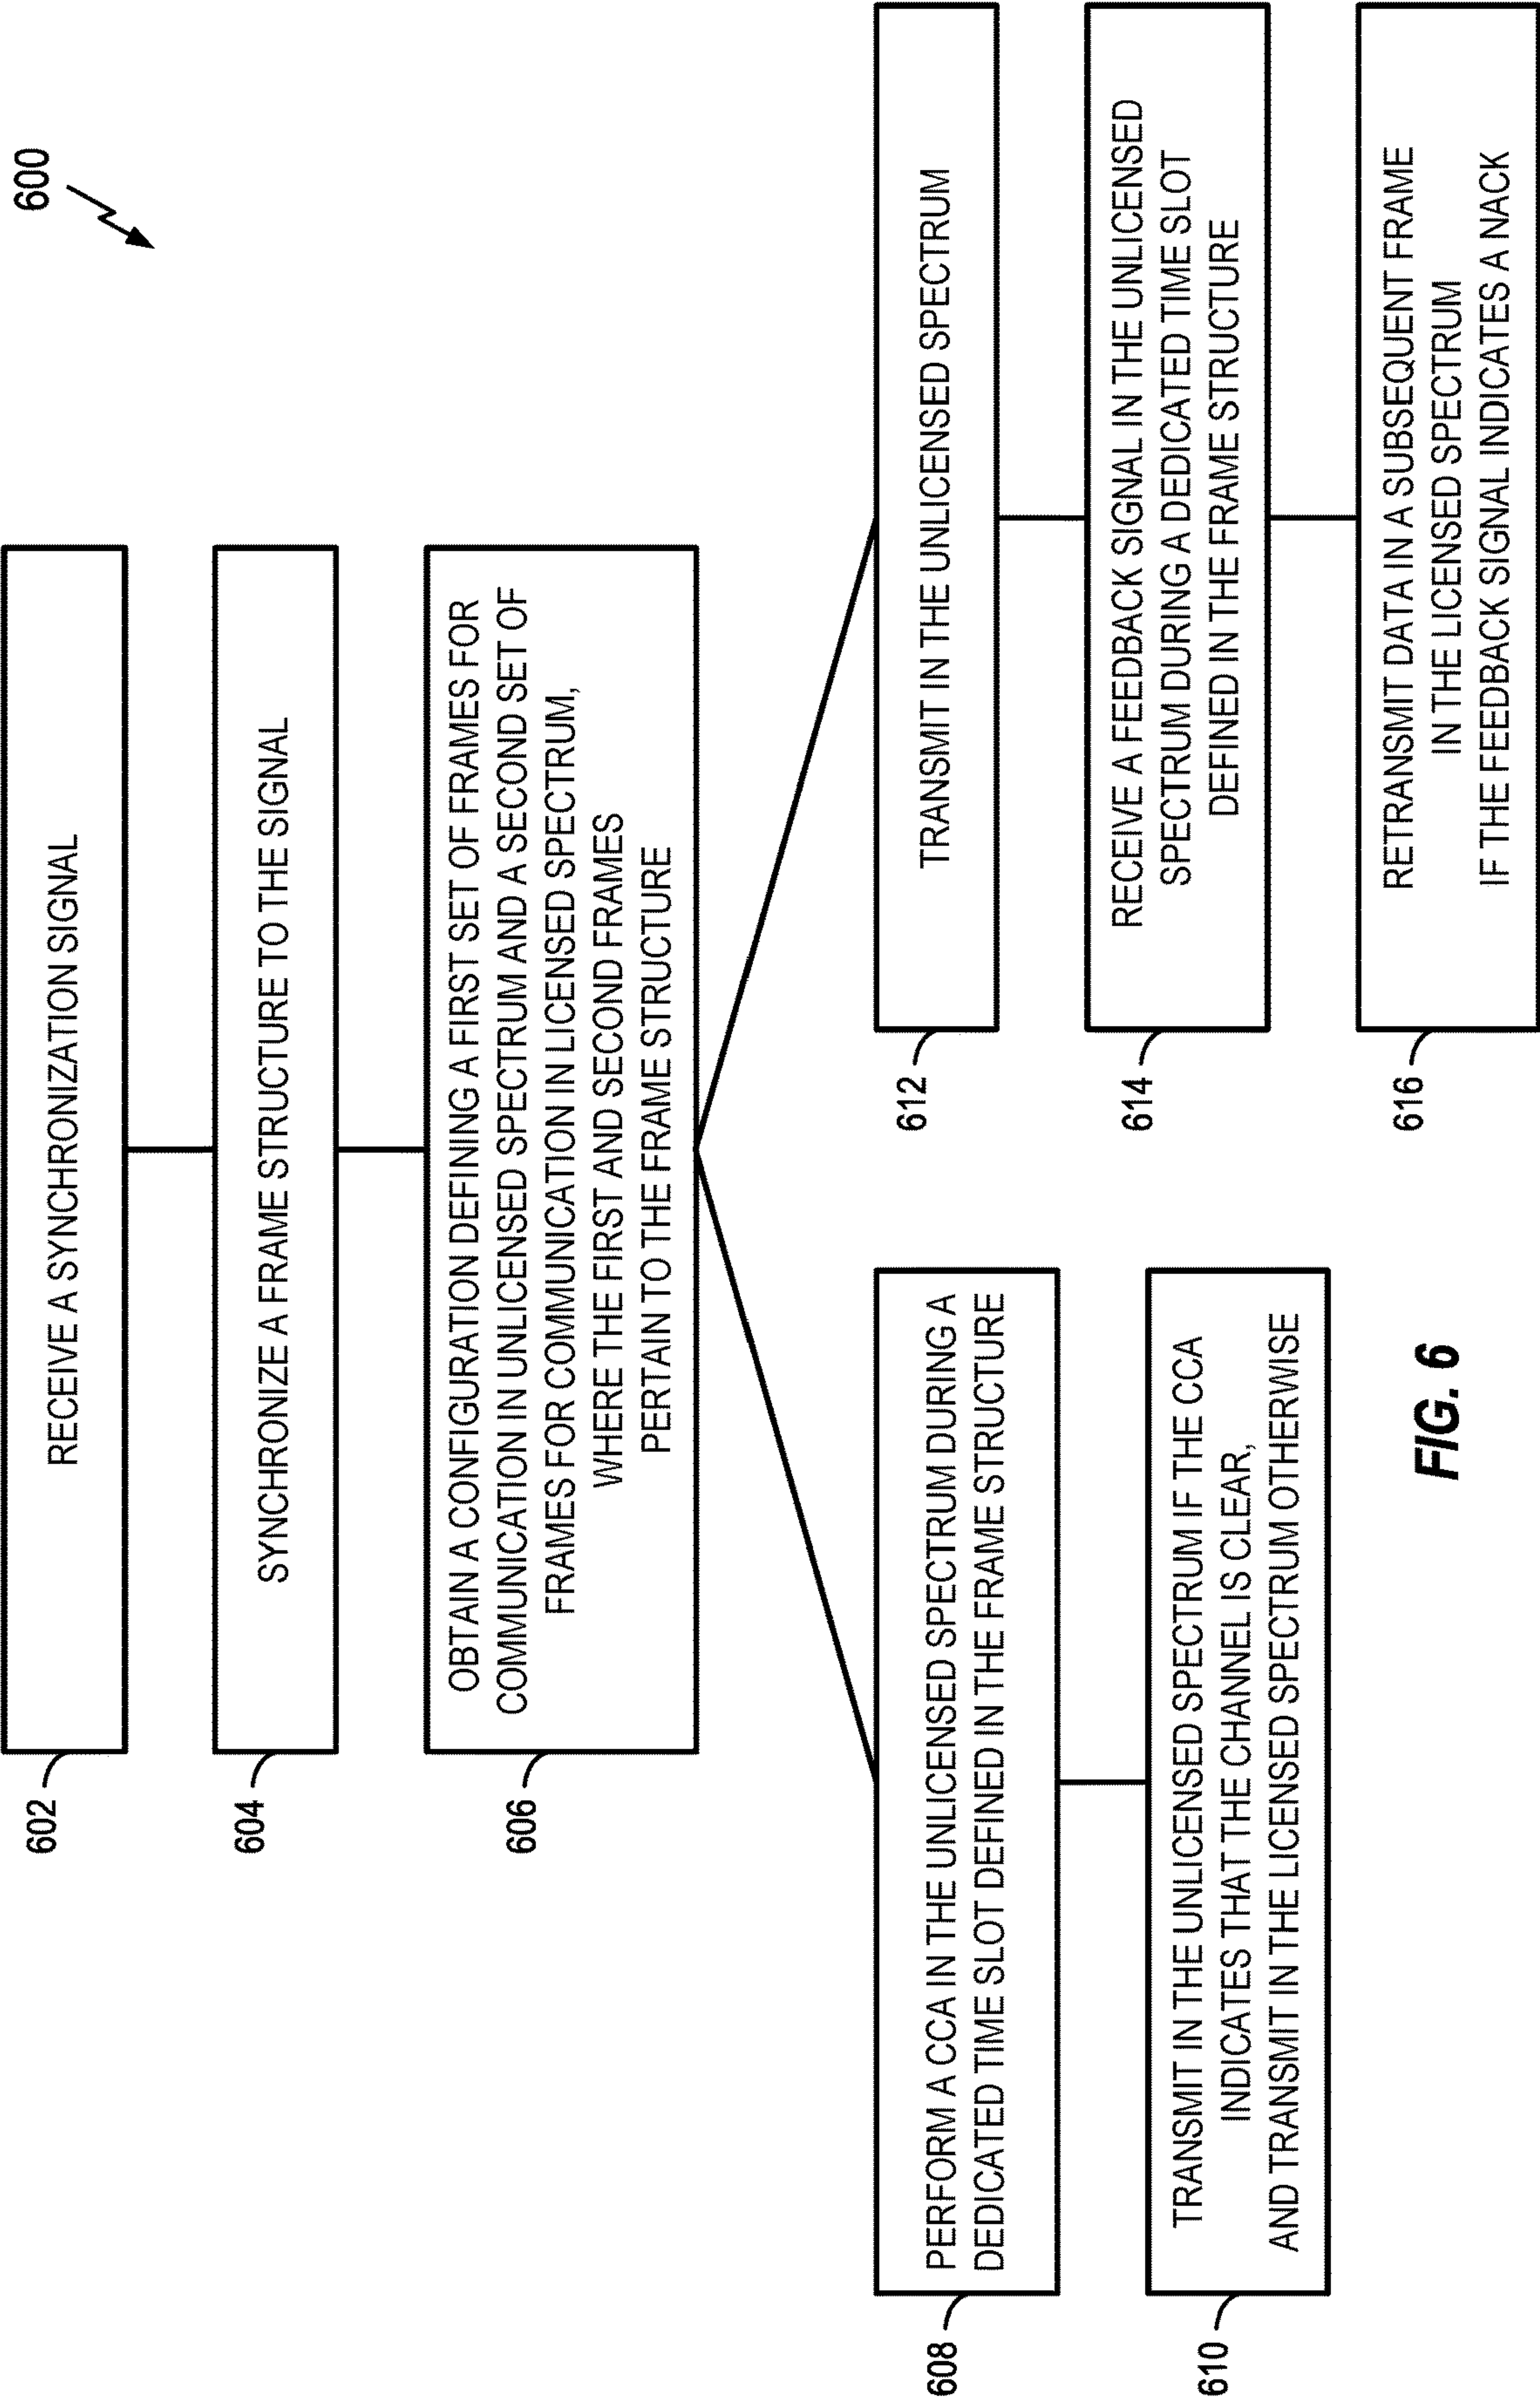 600
602
RECEIVE A SYNCHRONIZATION SIGNAL
604
SYNCHRONIZE A FRAME STRUCTURE TO THE SIGNAL
606
OBTAIN A CONFIGURATION DEFINING A FIRST SET OF FRAMES FOR
COMMUNICATION IN UNLICENSED SPECTRUM AND A SECOND SET OF
FRAMES FOR COMMUNICATION IN LICENSED SPECTRUM,
WHERE THE FIRST AND SECOND FRAMES
PERTAIN TO THE FRAME STRUCTURE
608
PERFORM A CCA IN THE UNLICENSED SPECTRUM DURING A
DEDICATED TIME SLOT DEFINED IN THE FRAME STRUCTURE
610
TRANSMIT IN THE UNLICENSED SPECTRUM IF THE CCA
INDICATES THAT THE CHANNEL IS CLEAR,
AND TRANSMIT IN THE LICENSED SPECTRUM OTHERWISE
612
TRANSMIT IN THE UNLICENSED SPECTRUM
614
RECEIVE A FEEDBACK SIGNAL IN THE UNLICENSED
SPECTRUM DURING A DEDICATED TIME SLOT
DEFINED IN THE FRAME STRUCTURE
616
RETRANSMIT DATA IN A SUBSEQUENT FRAME
IN THE LICENSED SPECTRUM
IF THE FEEDBACK SIGNAL INDICATES A NACK
FIG. 6